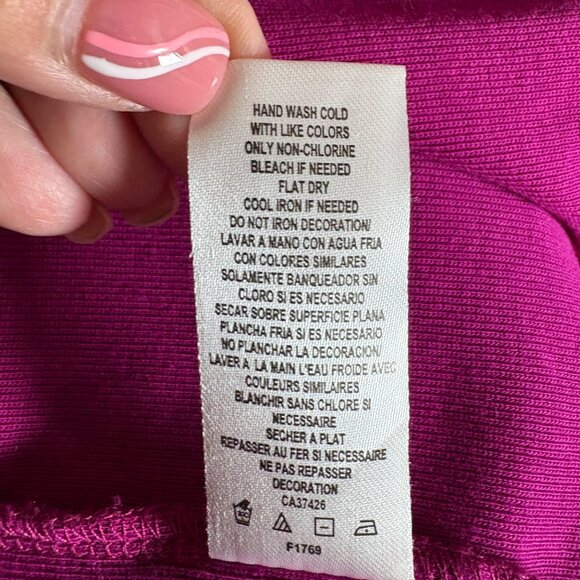 HAND WASH COLD
WITH LIKE COLORS
ONLY NON-CHLORINE
BLEACH IF NEEDED
FLAT DRY
COOL IRON IF NEEDED
DO NOT IRON DECORATION/
LAVAR A MANO CON AGUA FRIA
CON COLORES SIMILARES
SOLAMENTE BANQUEADOR SIN
CLORO SI ES NECESARIO
SECAR SOBRE SUPERFICIE PLANA
PLANCHA FRIA SI ES NECESARIO
NO PLANCHAR LA DECORACION/
LAVER A LA MAIN L'EAU FROIDE AVEC
COULEURS SIMILAIRES
BLANCHIR SANS CHLORE SI
NECESSAIRE
SECHER A PLAT
REPASSER AU FER SI NECESSAIRE
NE PAS REPASSER
DECORATION
CA37426
F1769